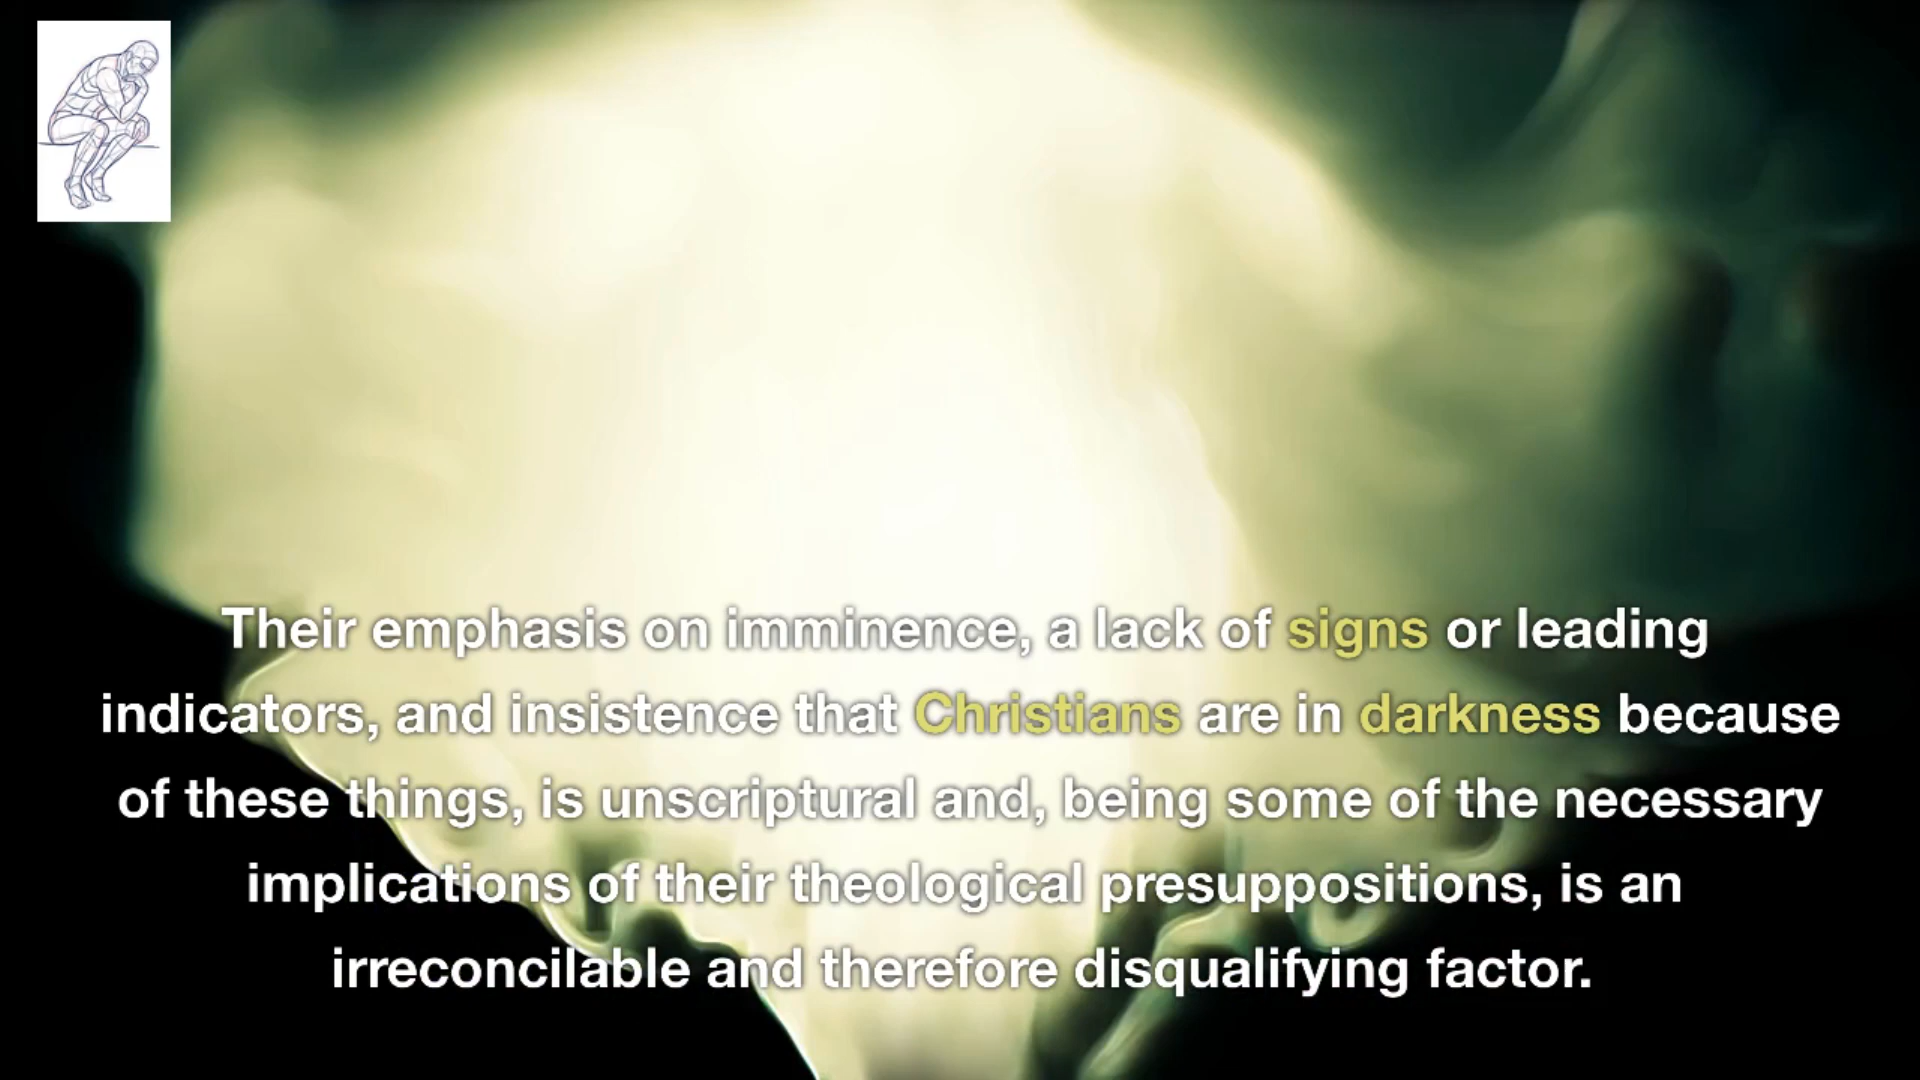 Their emphasis on imminence, a lack of signs or leading
indicators, and insistence that Christians are in darkness because
of these things, is unscriptural and, being some of the necessary
implications of their theological presuppositions, is an
irreconcilable and therefore disqualifying factor.